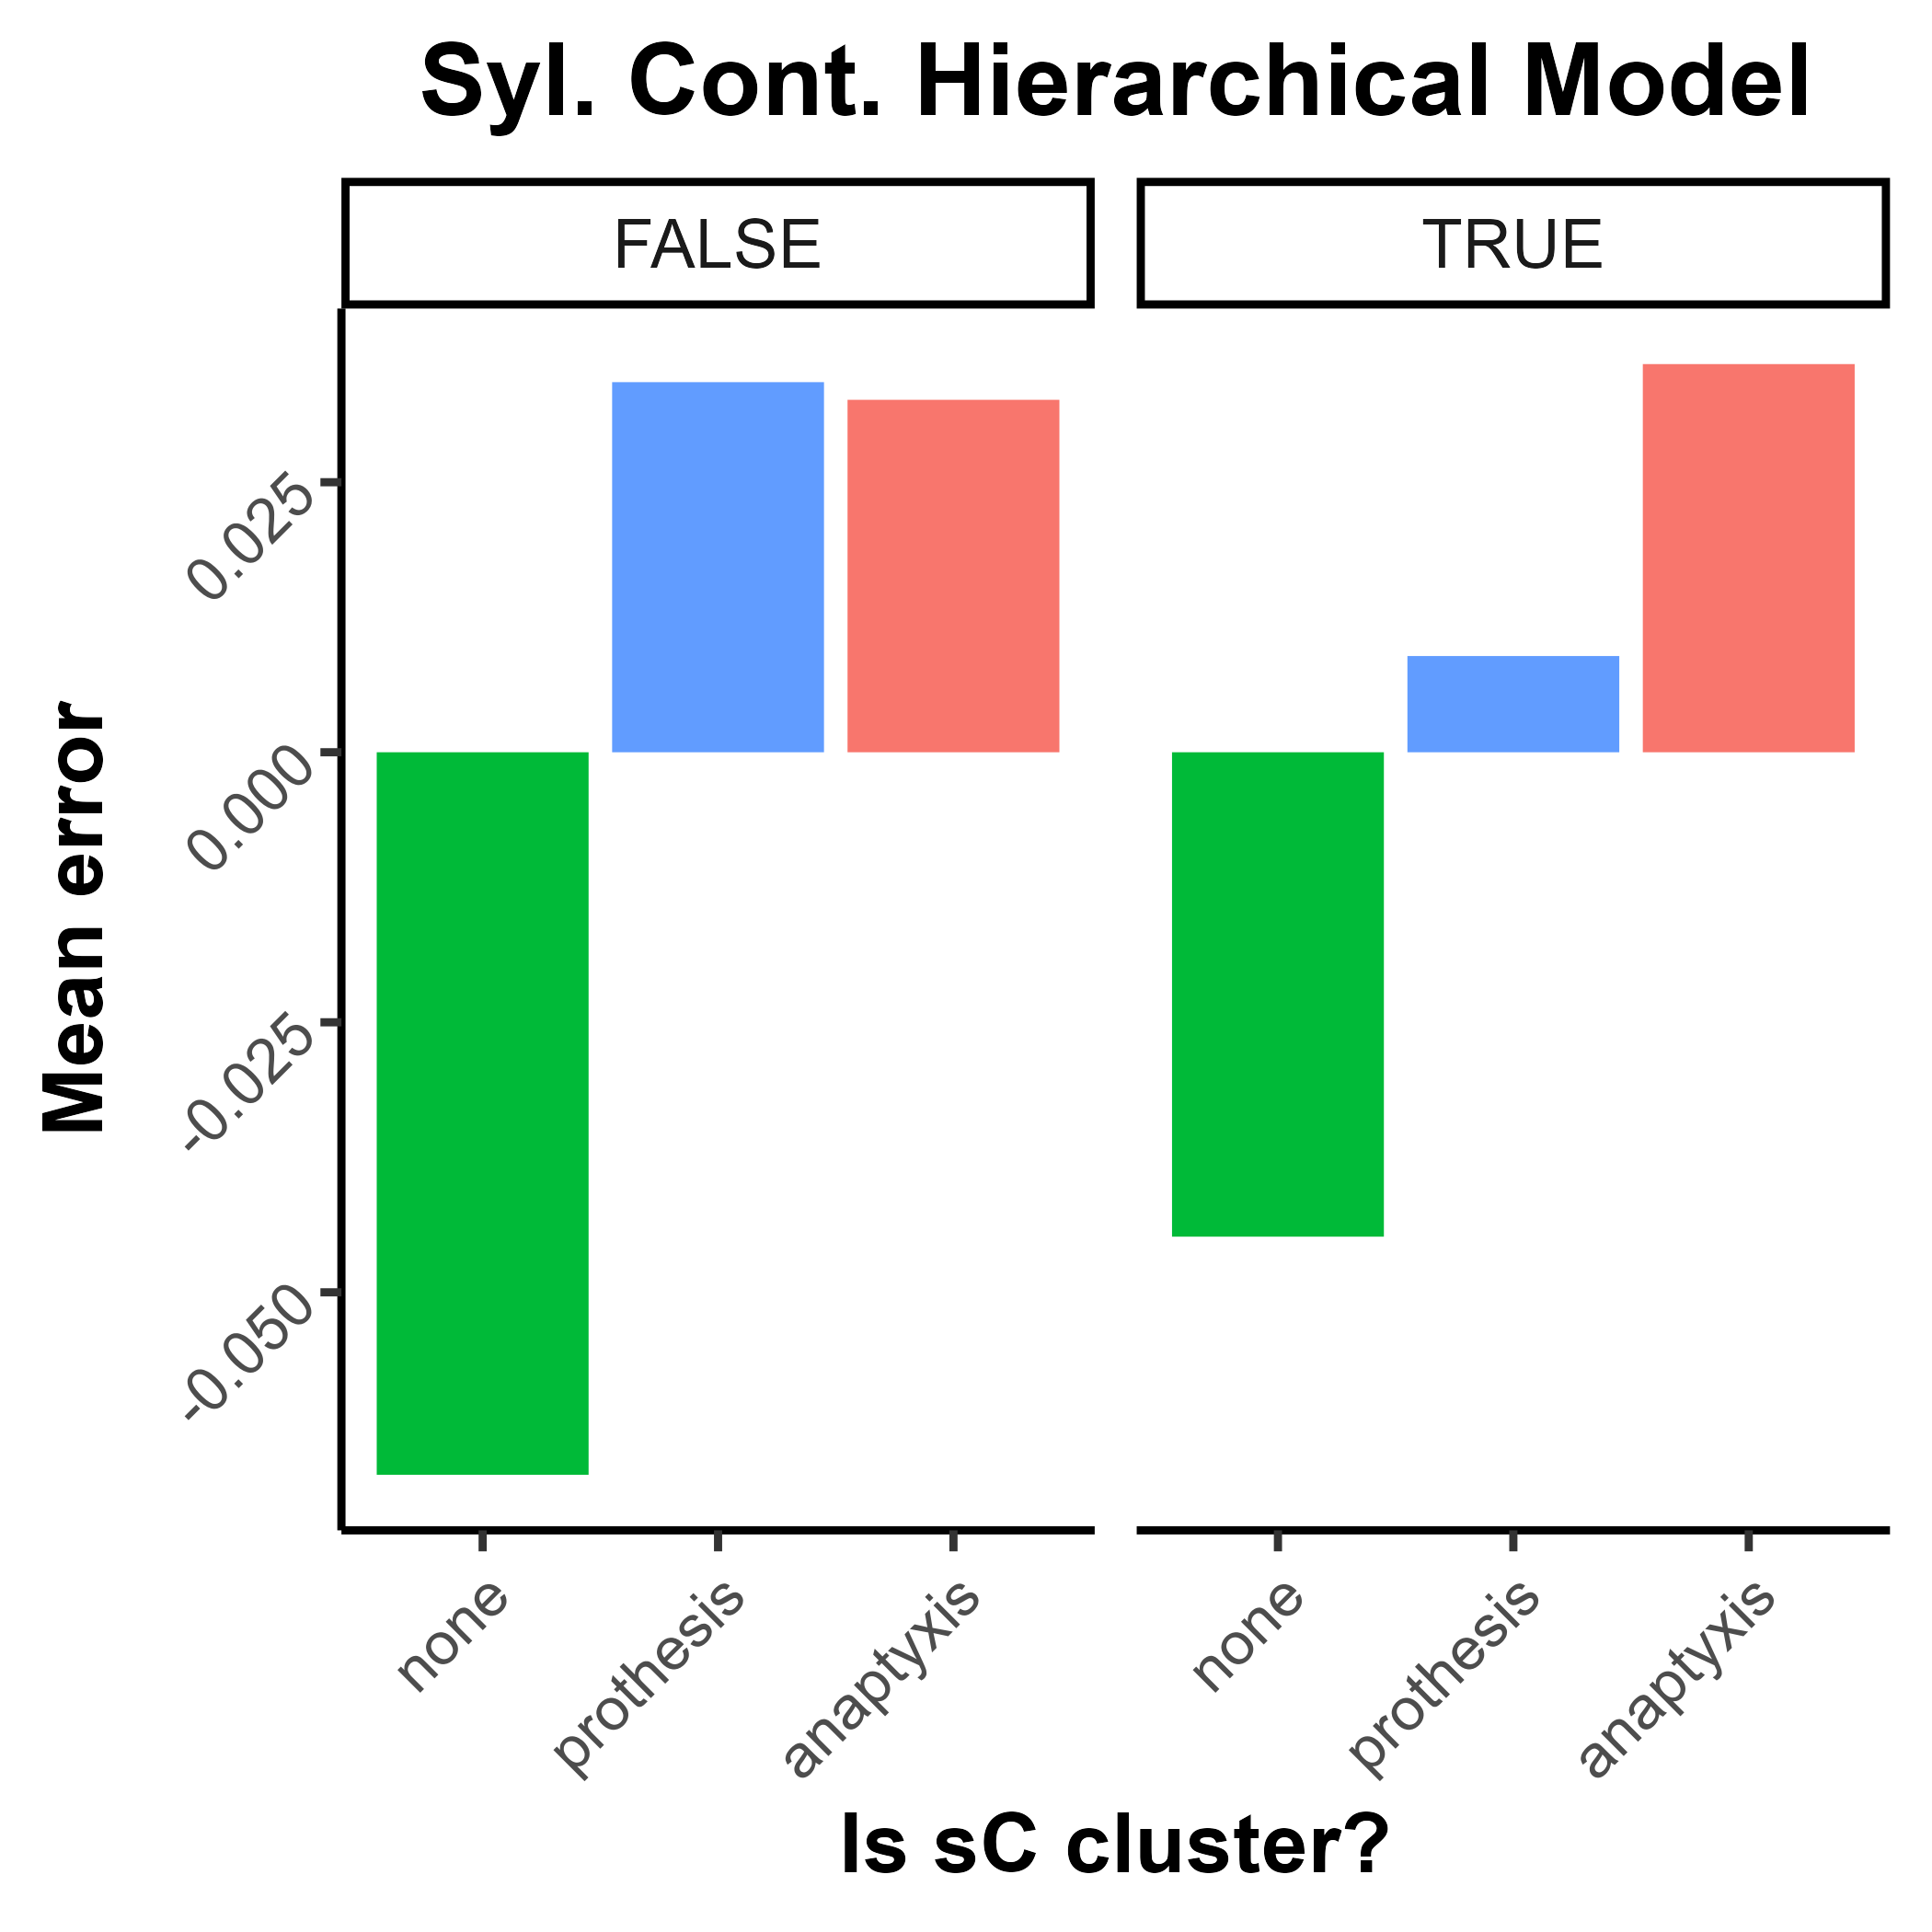 Syl. Cont. Hierarchical Model
FALSE
TRUE
Mean error
0.025
0.000
-0.025
-0.050
none
prothesis
anaptyxis
none
prothesis
anaptyxis
Is sC cluster?